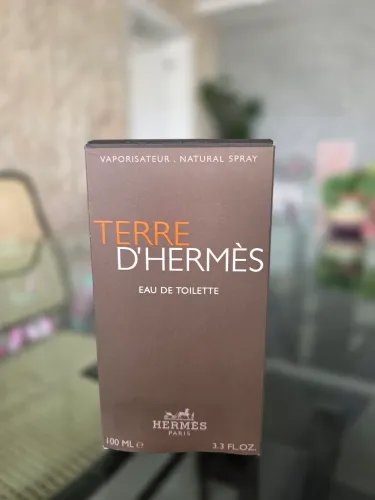 VAPORISATEUR . NATURAL SPRAY
TERRE
D'HERMÈS
EAU DE TOILETTE
HERMÈS
PARIS
100 ML ℮ 3.3 FL.OZ.